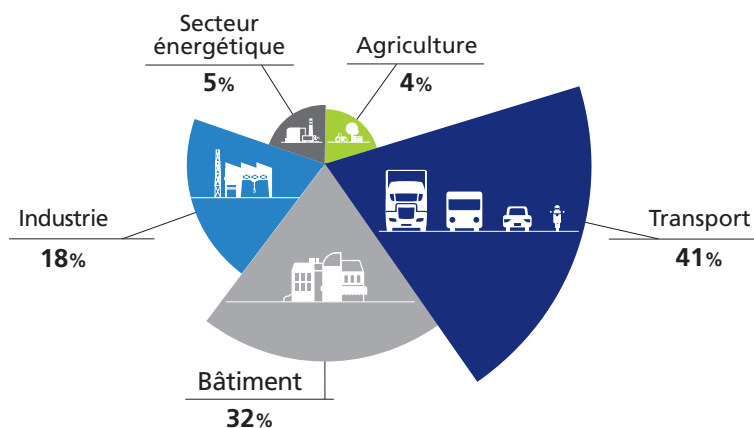 Secteur
énergétique
5%
Agriculture
4%
Industrie
18%
Transport
41%
Bâtiment
32%